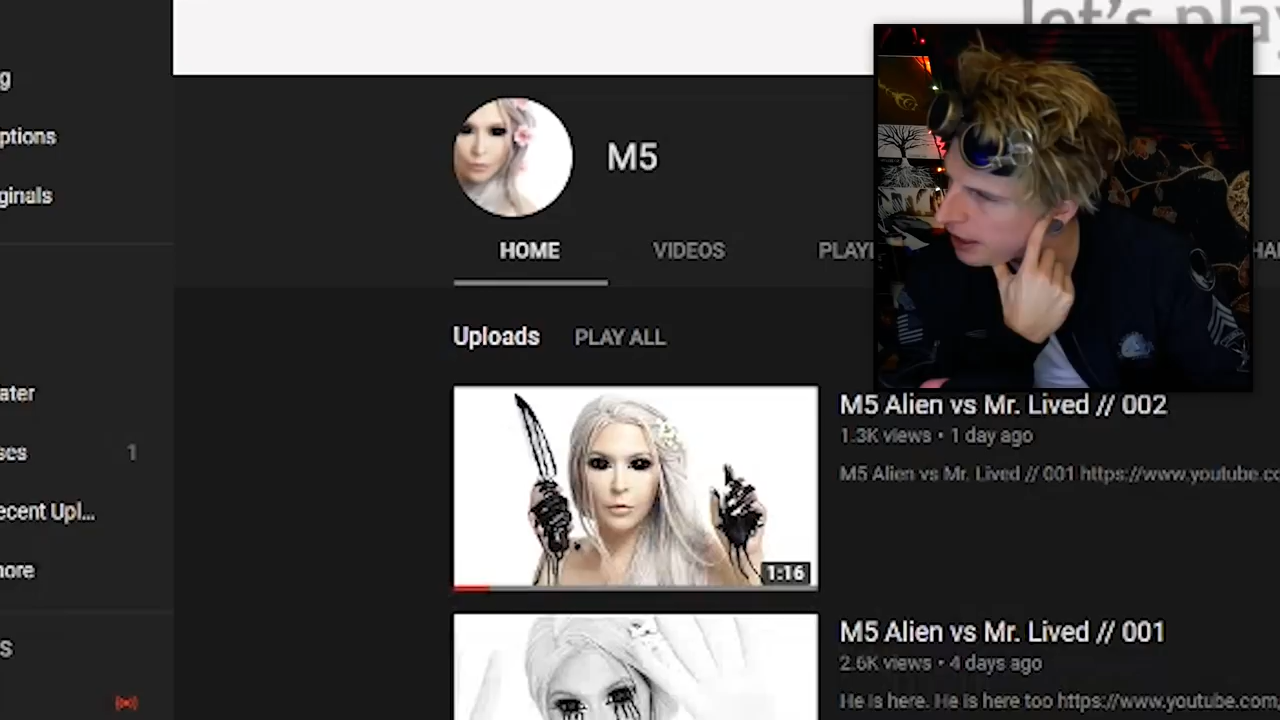 let's play
g
ptions
M5
ginals
HOME
VIDEOS
PLAYL
HA
Uploads
PLAY ALL
ater
M5 Alien vs Mr. Lived // 002
1.3K views • 1 day ago
ses
1
M5 Alien vs Mr. Lived // 001 https://www.youtube.co
ecent Upl...
nore
1:16
M5 Alien vs Mr. Lived // 001
S
2.6K views • 4 days ago
He is here. He is here too https://www.youtube.com